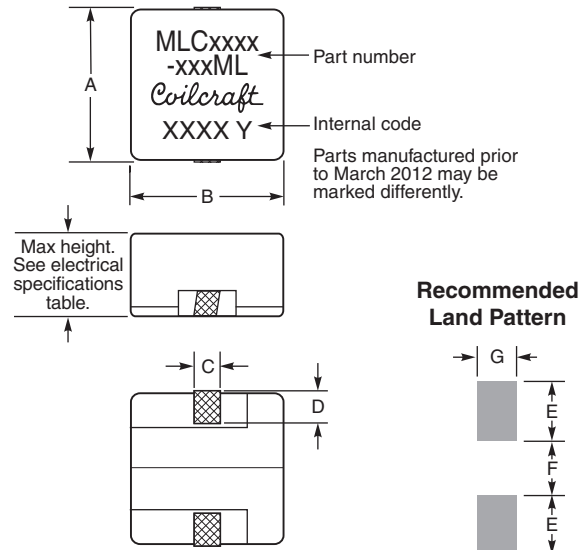 MLCxxxx
-xxxML
Coilcraft
XXXX Y
Part number
Internal code
Parts manufactured prior
to March 2012 may be
marked differently.
A
B
Max height.
See electrical
specifications
table.
C
D
Recommended
Land Pattern
G
E
F
E